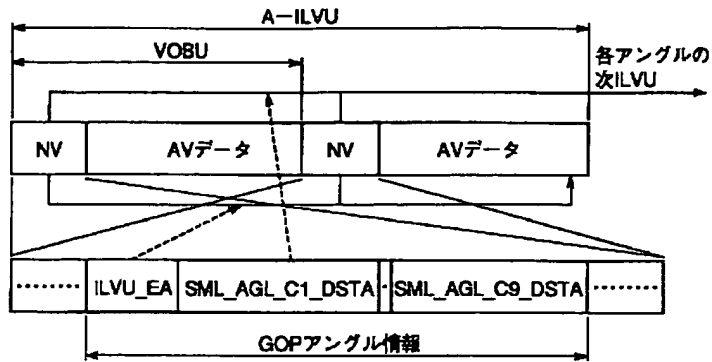 A−ILVU
VOBU
各アングルの
次ILVU
NV AVデータ NV AVデータ
‥‥‥‥ ILVU_EA SML_AGL_C1_DSTA ・ SML_AGL_C9_DSTA ‥‥‥‥
GOPアングル情報